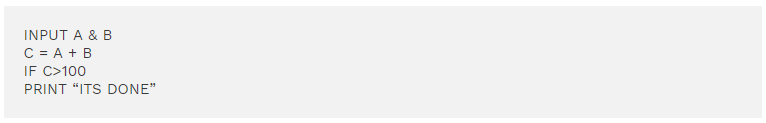 INPUT A & B
C = A + B
IF C>100
PRINT “ITS DONE”